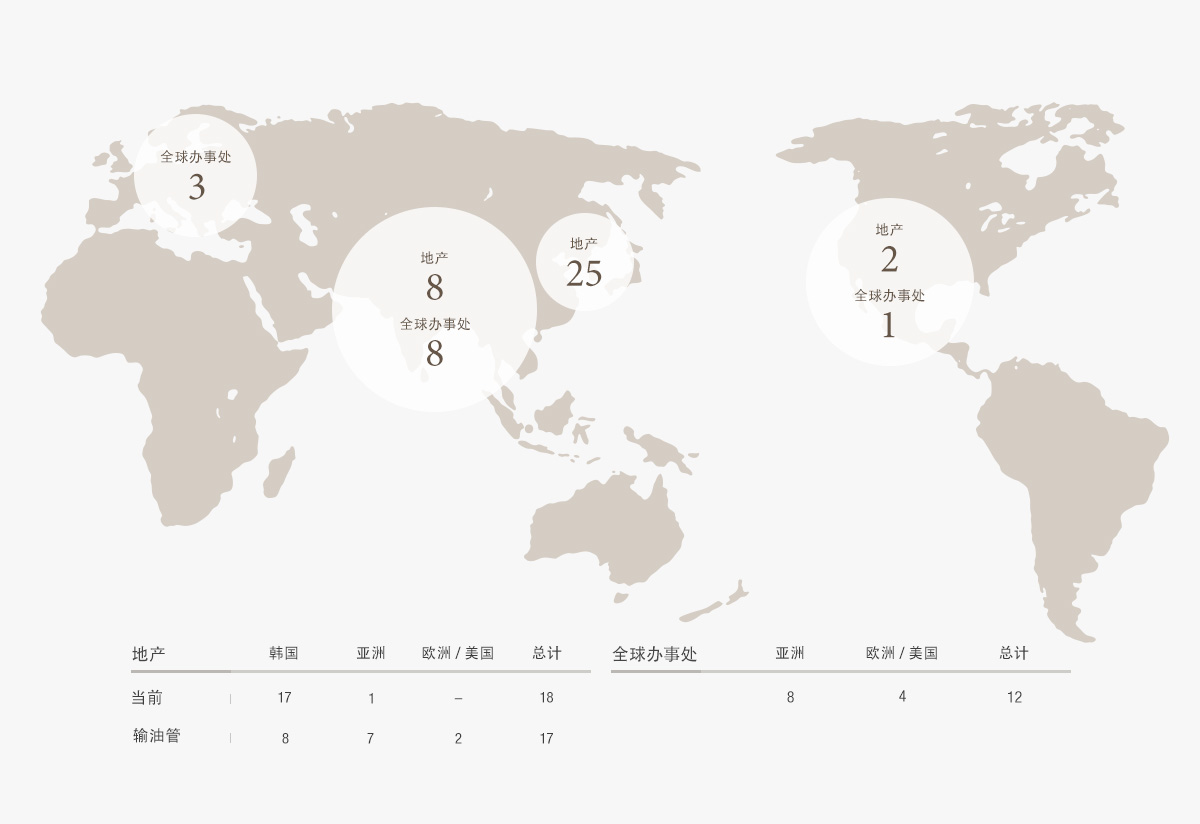 全球办事处
3
地产
8
全球办事处
8
地产
25
地产
2
全球办事处
1
地产 韩国 亚洲 欧洲 / 美国 总计
当前 17 1 – 18
输油管 8 7 2 17
全球办事处 亚洲 欧洲 / 美国 总计
8 4 12